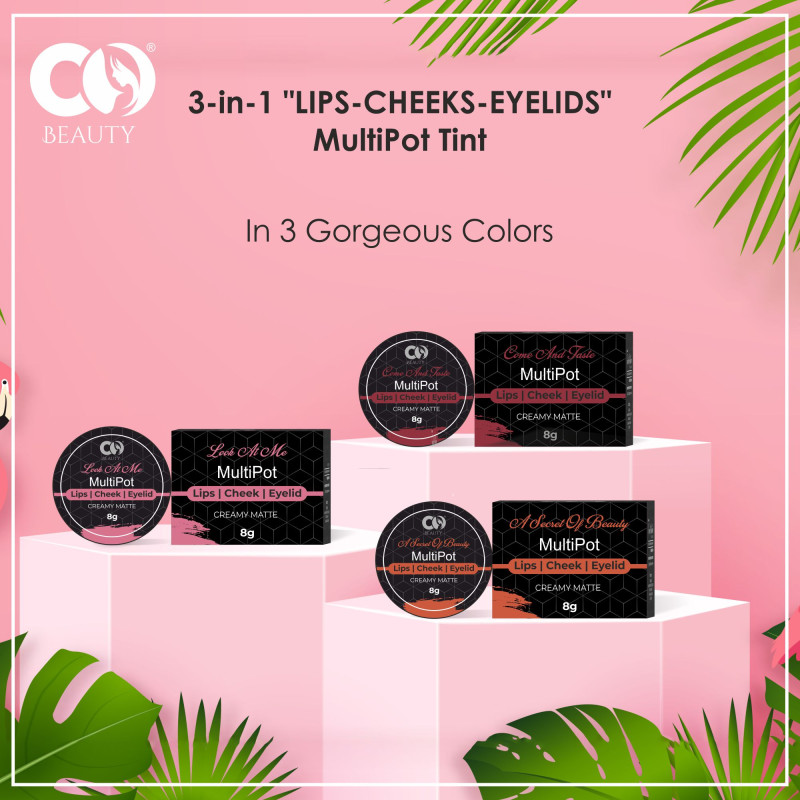 CO®
BEAUTY
3-in-1 "LIPS-CHEEKS-EYELIDS"
MultiPot Tint
In 3 Gorgeous Colors
CO
BEAUTY
Come And Taste
MultiPot
Lips | Cheek | Eyelid
CREAMY MATTE
8g
Come And Taste
MultiPot
Lips | Cheek | Eyelid
CREAMY MATTE
8g
CO
BEAUTY
Look At Me
MultiPot
Lips | Cheek | Eyelid
CREAMY MATTE
8g
Look At Me
MultiPot
Lips | Cheek | Eyelid
CREAMY MATTE
8g
CO
BEAUTY
A Secret Of Beauty
MultiPot
Lips | Cheek | Eyelid
CREAMY MATTE
8g
A Secret Of Beauty
MultiPot
Lips | Cheek | Eyelid
CREAMY MATTE
8g